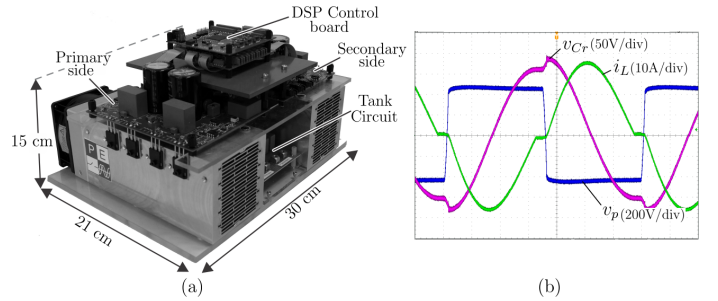 DSP Control
board
Primary
side
Secondary
side
Tank
Circuit
15 cm
PE
21 cm
30 cm
(a)
v_Cr (50V/div)
i_L (10A/div)
v_p (200V/div)
(b)